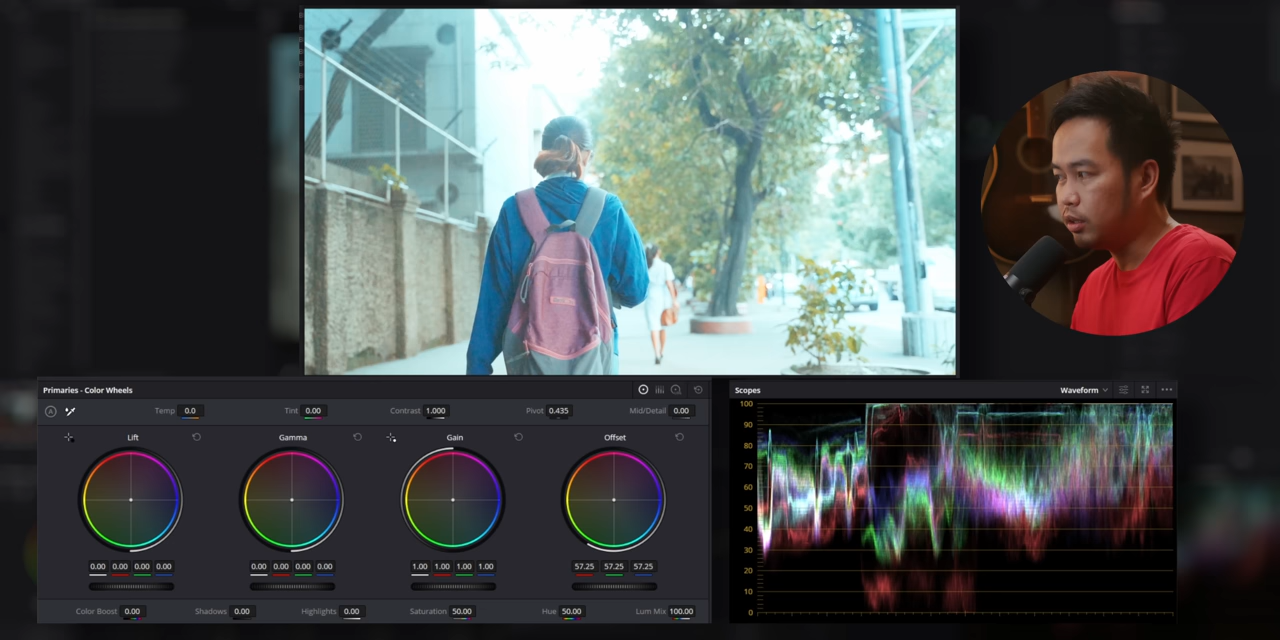 Primaries - Color Wheels
Temp 0.0 Tint 0.00 Contrast 1.000 Pivot 0.435 Mid/Detail 0.00
Lift Gamma Gain Offset
0.00 0.00 0.00 0.00 0.00 0.00 0.00 0.00 1.00 1.00 1.00 1.00 57.25 57.25 57.25
Color Boost 0.00 Shadows 0.00 Highlights 0.00 Saturation 50.00 Hue 50.00 Lum Mix 100.00
Scopes Waveform
100
90
80
70
60
50
40
30
20
10
0